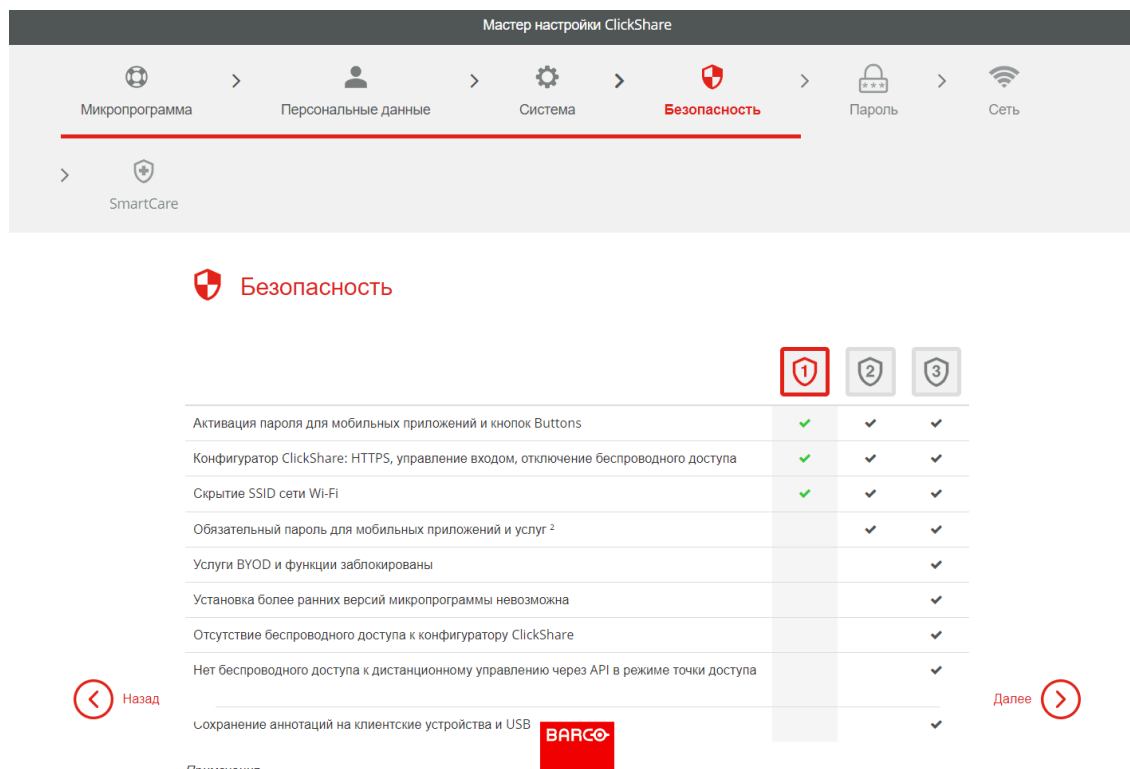 Мастер настройки ClickShare
Микропрограмма
Персональные данные
Система
Безопасность
***
Пароль
Сеть
SmartCare
Безопасность
1
2
3
Активация пароля для мобильных приложений и кнопок Buttons
Конфигуратор ClickShare: HTTPS, управление входом, отключение беспроводного доступа
Скрытие SSID сети Wi-Fi
Обязательный пароль для мобильных приложений и услуг ²
Услуги BYOD и функции заблокированы
Установка более ранних версий микропрограммы невозможна
Отсутствие беспроводного доступа к конфигуратору ClickShare
Нет беспроводного доступа к дистанционному управлению через API в режиме точки доступа
Назад
Далее
Сохранение аннотаций на клиентские устройства и USB
BARCO